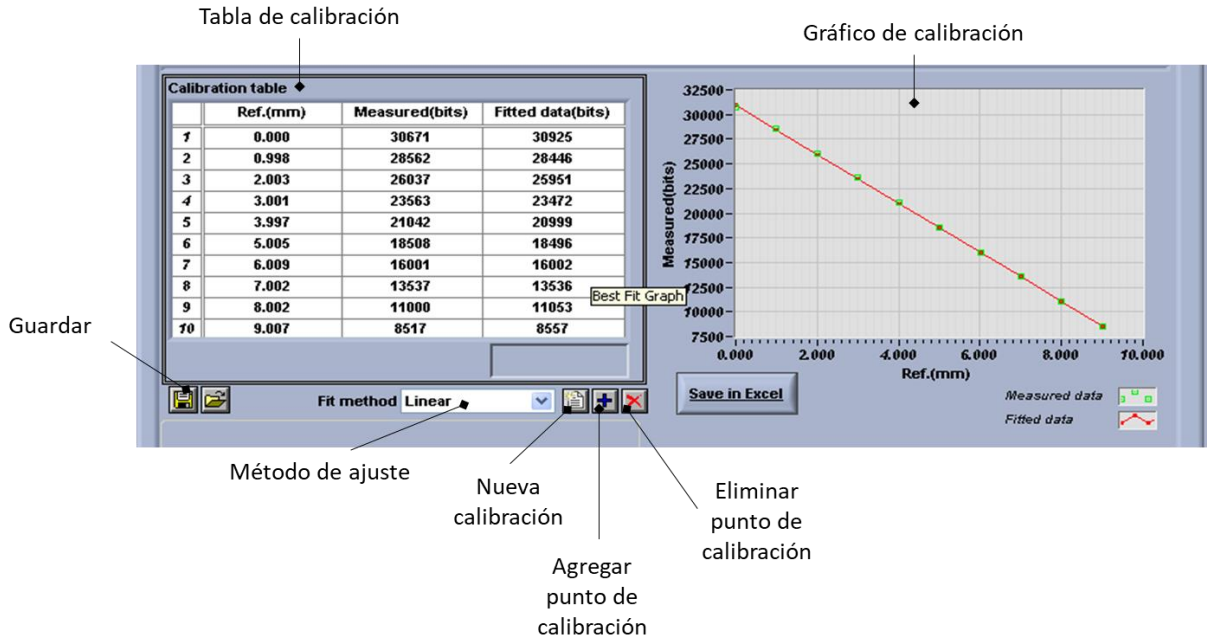 Tabla de calibración
Gráfico de calibración
Calibration table
Ref.(mm) Measured(bits) Fitted data(bits)
1 0.000 30671 30925
2 0.998 28562 28446
3 2.003 26037 25951
4 3.001 23563 23472
5 3.997 21042 20999
6 5.005 18508 18496
7 6.009 16001 16002
8 7.002 13537 13536
9 8.002 11000 11053
10 9.007 8517 8557
Best Fit Graph
Measured(bits)
32500
30000
27500
25000
22500
20000
17500
15000
12500
10000
7500
0.000 2.000 4.000 6.000 8.000 10.000
Ref.(mm)
Guardar
Fit method Linear
Save in Excel
Measured data
Fitted data
Método de ajuste
Nueva
calibración
Agregar
punto de
calibración
Eliminar
punto de
calibración